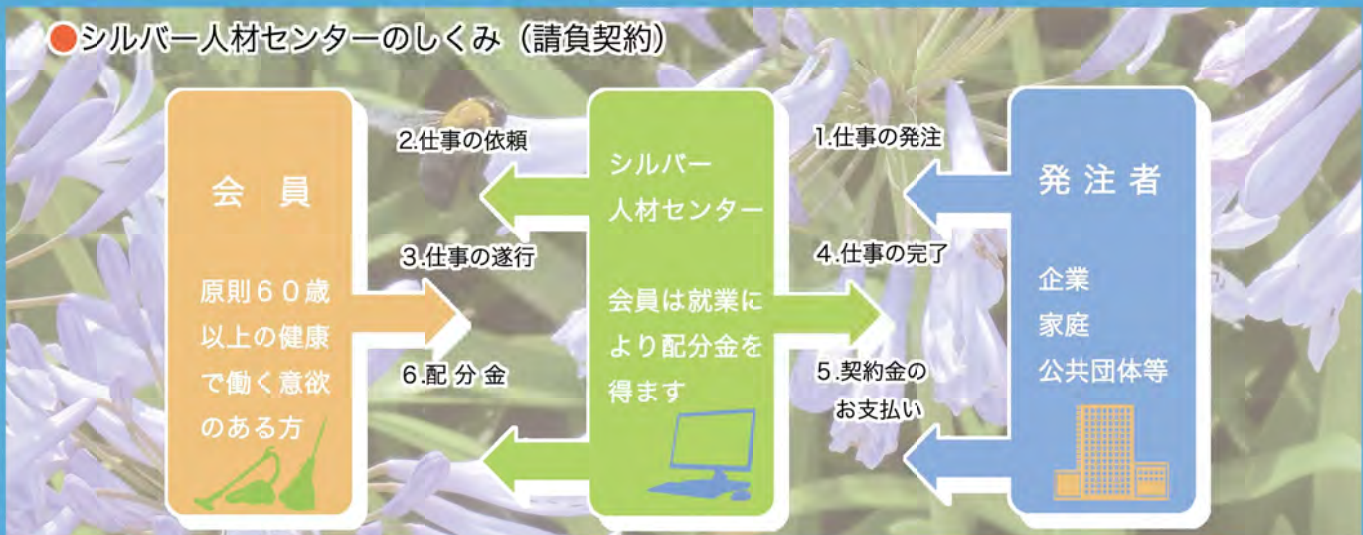 ●シルバー人材センターのしくみ（請負契約）
会　員
原則６０歳
以上の健康
で働く意欲
のある方
2.仕事の依頼
3.仕事の遂行
6.配 分 金
シルバー
人材センター
会員は就業に
より配分金を
得ます
1.仕事の発注
4.仕事の完了
5.契約金の
お支払い
発 注 者
企業
家庭
公共団体等